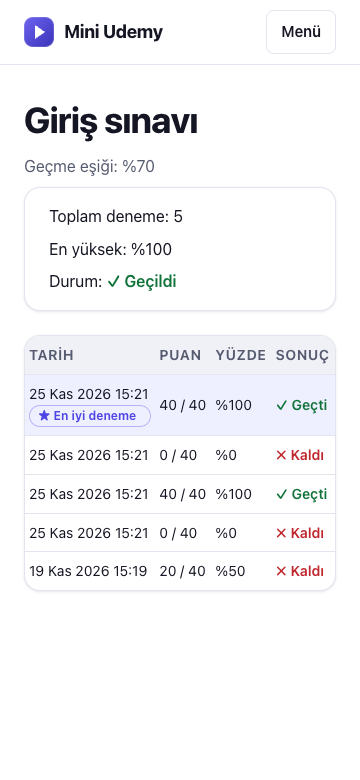 Mini Udemy
Menü
Giriş sınavı
Geçme eşiği: %70
Toplam deneme: 5
En yüksek: %100
Durum: ✓ Geçildi
TARİH PUAN YÜZDE SONUÇ
25 Kas 2026 15:21 40 / 40 %100 ✓ Geçti
★ En iyi deneme
25 Kas 2026 15:21 0 / 40 %0 ✕ Kaldı
25 Kas 2026 15:21 40 / 40 %100 ✓ Geçti
25 Kas 2026 15:21 0 / 40 %0 ✕ Kaldı
19 Kas 2026 15:19 20 / 40 %50 ✕ Kaldı